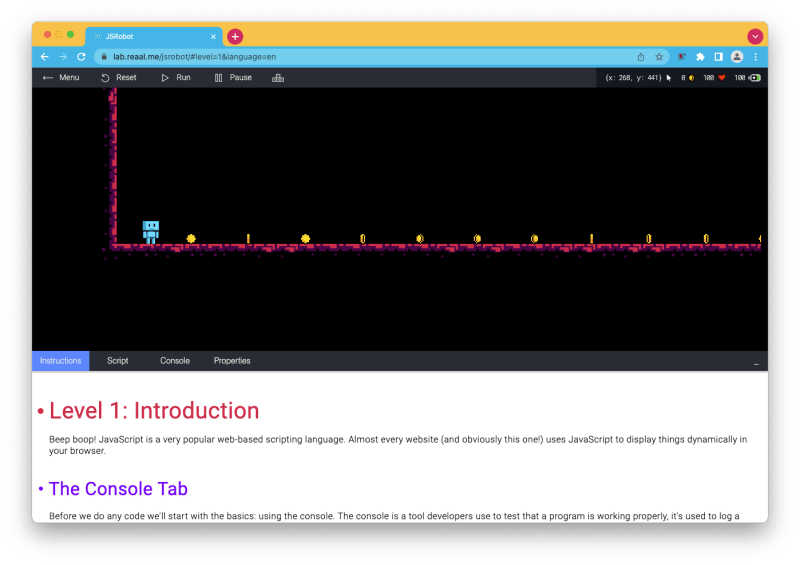 JSRobot
lab.reaal.me/jsrobot/#level=1&language=en
Menu Reset Run Pause {x: 268, y: 441} 0 100 100
Instructions Script Console Properties
Level 1: Introduction
Beep boop! JavaScript is a very popular web-based scripting language. Almost every website (and obviously this one!) uses JavaScript to display things dynamically in
your browser.
The Console Tab
Before we do any code we'll start with the basics: using the console. The console is a tool developers use to test that a program is working properly, it's used to log a